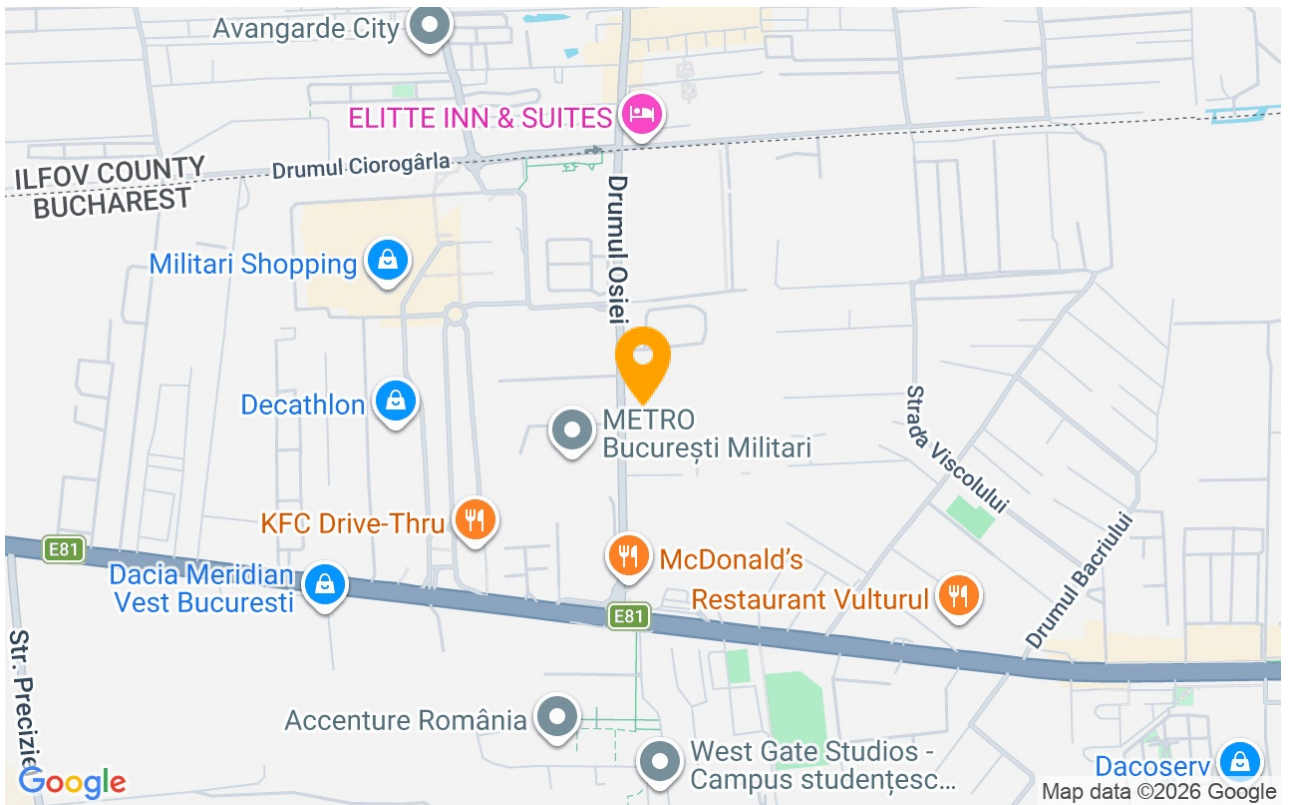 Avangarde City
ELITTE INN & SUITES
ILFOV COUNTY
BUCHAREST
Drumul Ciorogârla
Drumul Osiei
Militari Shopping
Decathlon
METRO
București Militari
Strada Viscolului
KFC Drive-Thru
E81
McDonald's
Dacia Meridian
Vest Bucuresti
Restaurant Vulturul
Drumul Bacriului
E81
Str. Preciziei
Accenture România
West Gate Studios -
Campus studențesc...
Dacoserv
Google
Map data ©2026 Google